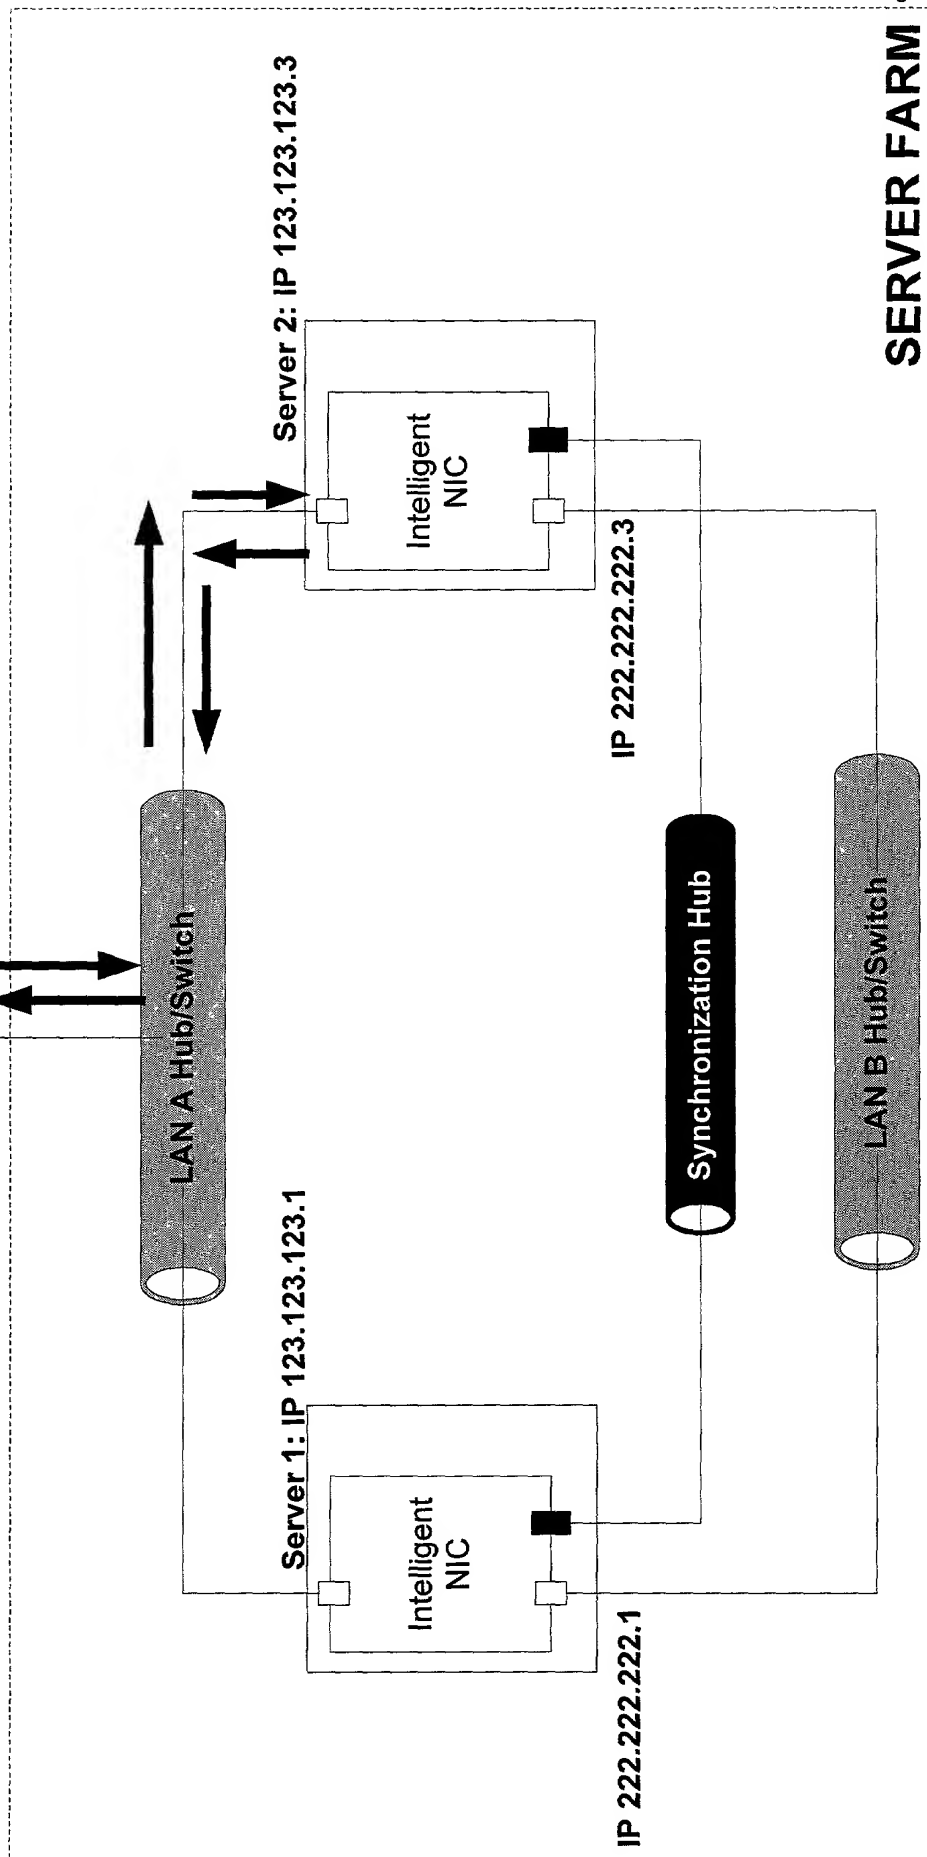 LAN A Hub/Switch
Server 1: IP 123.123.123.1
Server 2: IP 123.123.123.3
Intelligent
NIC
Intelligent
NIC
IP 222.222.222.1
IP 222.222.222.3
Synchronization Hub
LAN B Hub/Switch
SERVER FARM